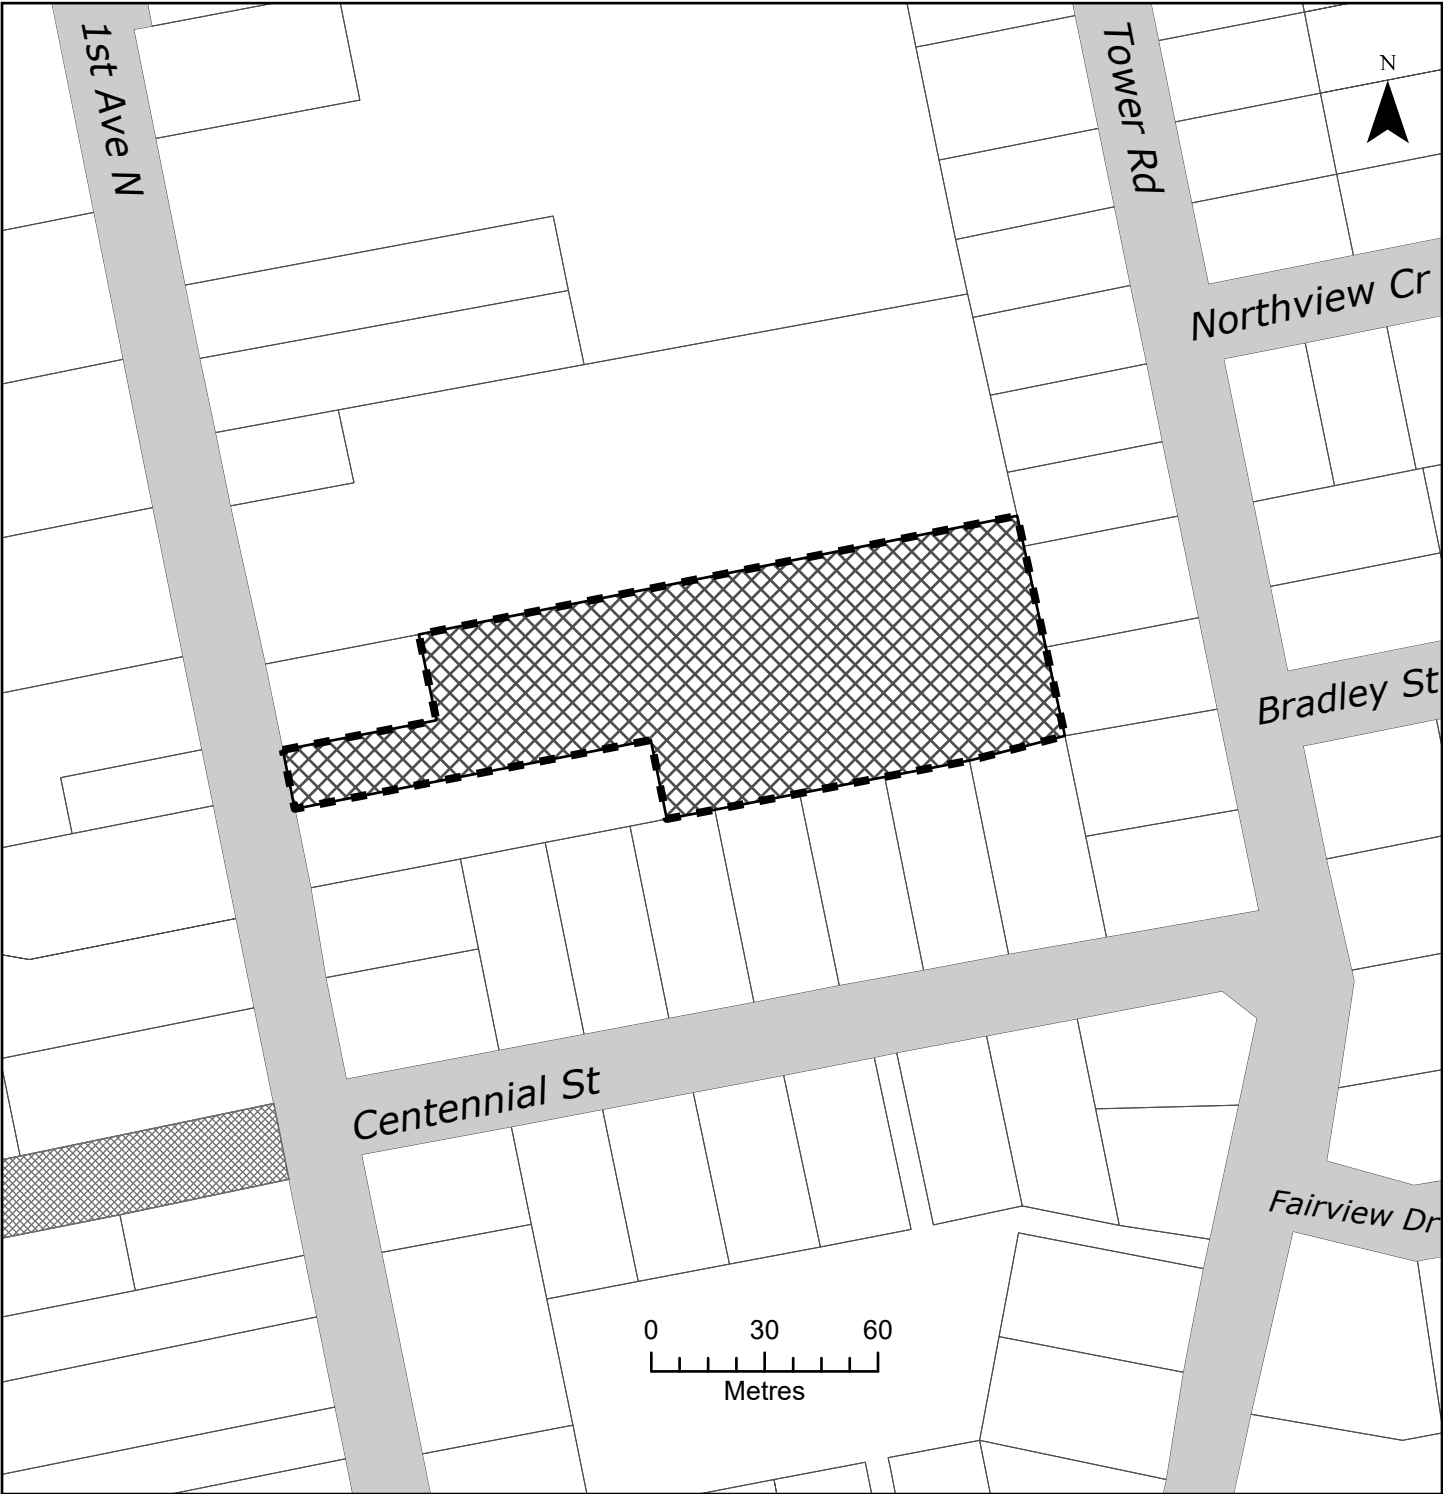 1st Ave N
Tower Rd
N
Northview Cr
Bradley St
Centennial St
Fairview Dr
0 30 60
Metres